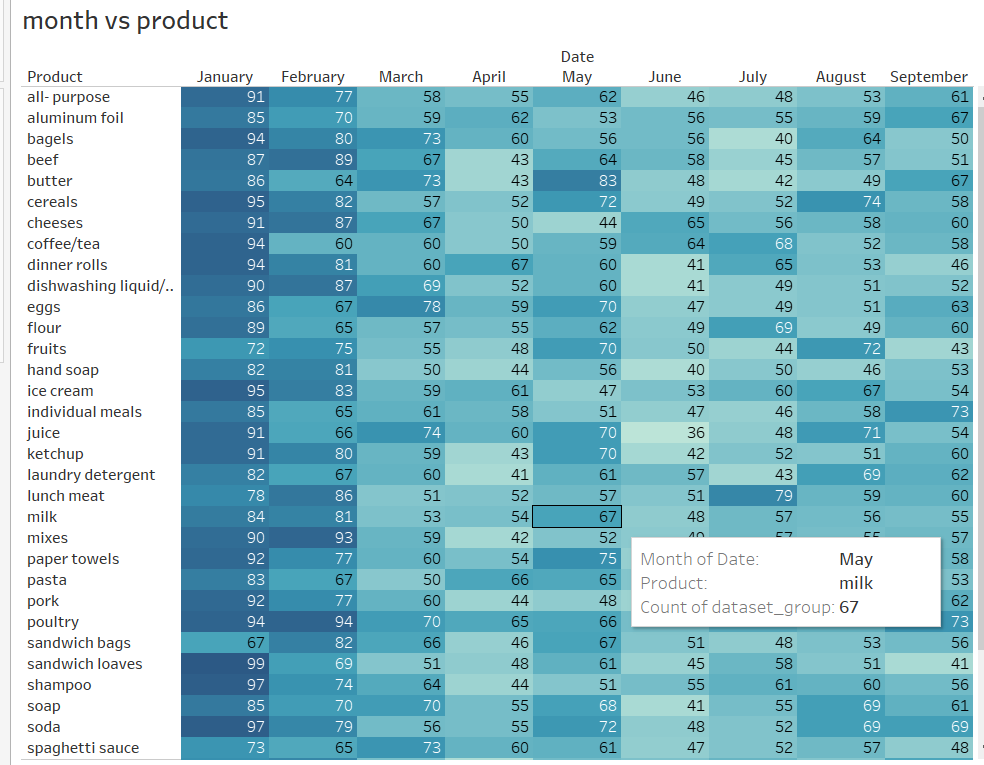 month vs product
Date
Product January February March April May June July August September
all- purpose 91 77 58 55 62 46 48 53 61
aluminum foil 85 70 59 62 53 56 55 59 67
bagels 94 80 73 60 56 56 40 64 50
beef 87 89 67 43 64 58 45 57 51
butter 86 64 73 43 83 48 42 49 67
cereals 95 82 57 52 72 49 52 74 58
cheeses 91 87 67 50 44 65 56 58 60
coffee/tea 94 60 60 50 59 64 68 52 58
dinner rolls 94 81 60 67 60 41 65 53 46
dishwashing liquid/.. 90 87 69 52 60 41 49 51 52
eggs 86 67 78 59 70 47 49 51 63
flour 89 65 57 55 62 49 69 49 60
fruits 72 75 55 48 70 50 44 72 43
hand soap 82 81 50 44 56 40 50 46 53
ice cream 95 83 59 61 47 53 60 67 54
individual meals 85 65 61 58 51 47 46 58 73
juice 91 66 74 60 70 36 48 71 54
ketchup 91 80 59 43 70 42 52 51 60
laundry detergent 82 67 60 41 61 57 43 69 62
lunch meat 78 86 51 52 57 51 79 59 60
milk 84 81 53 54 67 48 57 56 55
mixes 90 93 59 42 52 57
paper towels 92 77 60 54 75 58
pasta 83 67 50 66 65 53
pork 92 77 60 44 48 62
poultry 94 94 70 65 66 73
Month of Date: May
Product: milk
Count of dataset_group: 67
sandwich bags 67 82 66 46 67 51 48 53 56
sandwich loaves 99 69 51 48 61 45 58 51 41
shampoo 97 74 64 44 51 55 61 60 56
soap 85 70 70 55 68 41 55 69 61
soda 97 79 56 55 72 48 52 69 69
spaghetti sauce 73 65 73 60 61 47 52 57 48